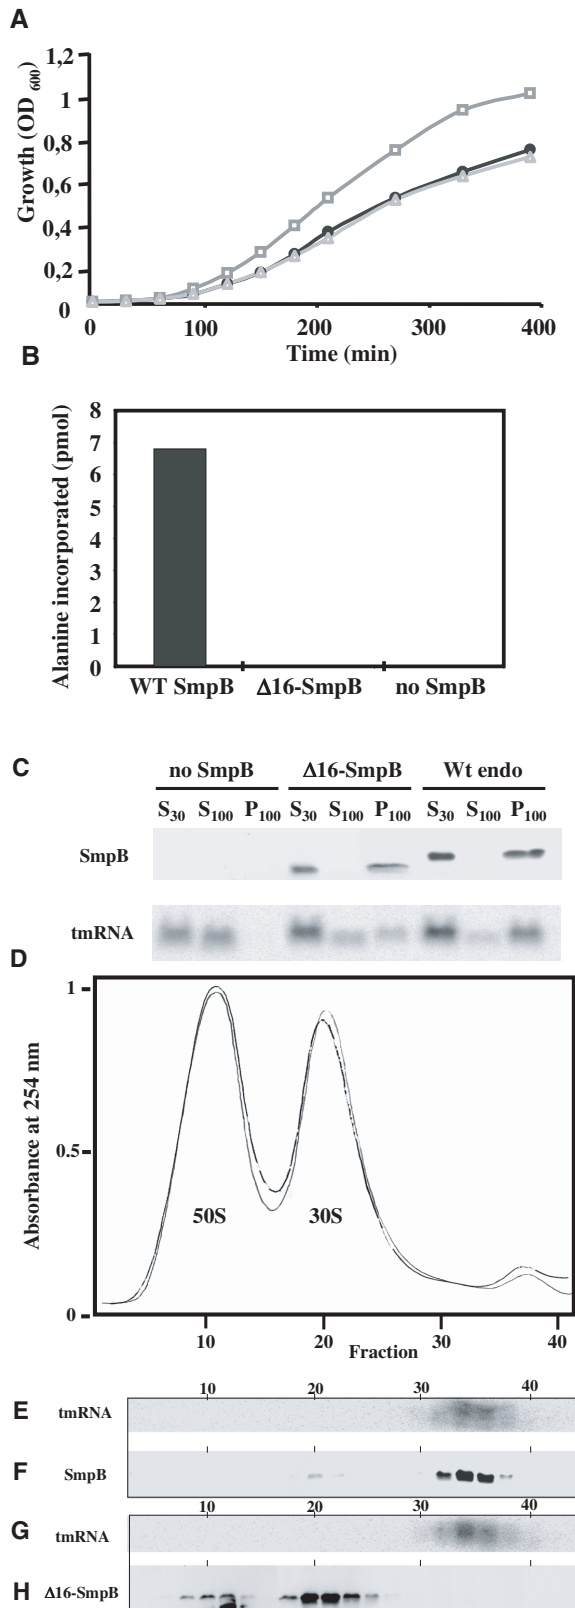 A
1,2
1
0,8
0,6
0,4
0,2
0
Growth (OD 600)
0 100 200 300 400
Time (min)
B
8
7
6
5
4
3
2
1
0
Alanine incorporated (pmol)
WT SmpB Δ16-SmpB no SmpB
C
no SmpB Δ16-SmpB Wt endo
S30 S100 P100 S30 S100 P100 S30 S100 P100
SmpB
tmRNA
D
1
0.5
0
Absorbance at 254 nm
50S 30S
10 20 30 40
Fraction
10 20 30 40
E tmRNA
F SmpB
10 20 30 40
G tmRNA
H Δ16-SmpB